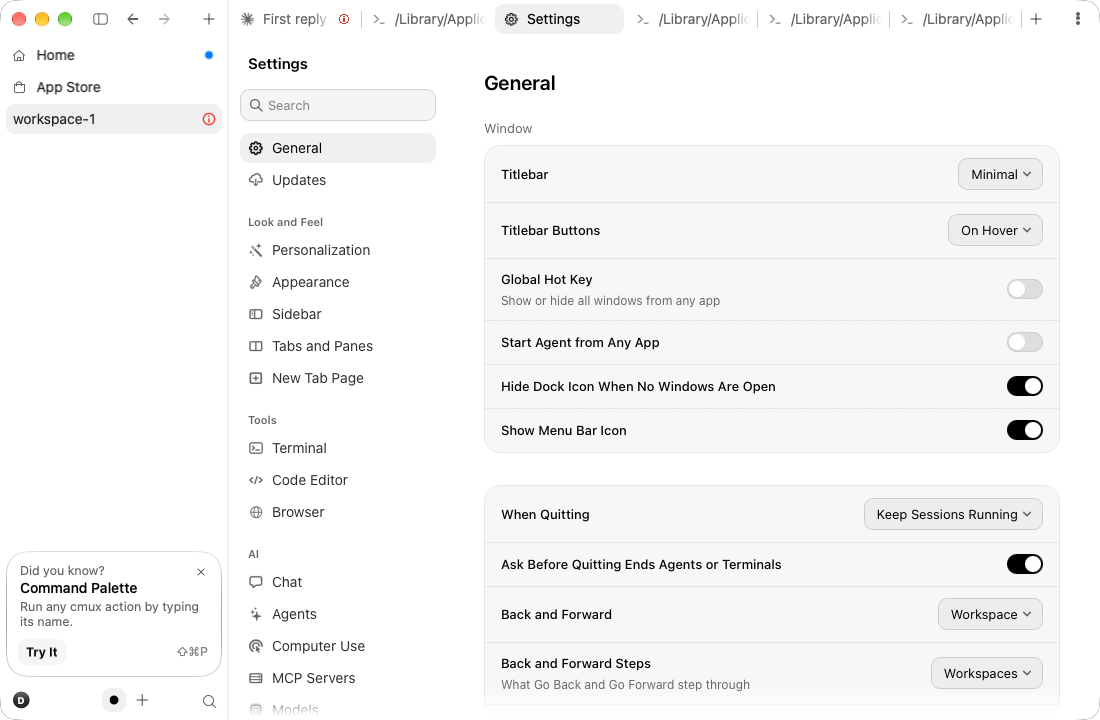 First reply
/Library/Applic
Settings
/Library/Applic
/Library/Applic
/Library/Applic
Home
App Store
workspace-1
Did you know?
Command Palette
Run any cmux action by typing
its name.
Try It
⇧⌘P
D
Settings
Search
General
Updates
Look and Feel
Personalization
Appearance
Sidebar
Tabs and Panes
New Tab Page
Tools
Terminal
Code Editor
Browser
AI
Chat
Agents
Computer Use
MCP Servers
Models
General
Window
Titlebar
Minimal
Titlebar Buttons
On Hover
Global Hot Key
Show or hide all windows from any app
Start Agent from Any App
Hide Dock Icon When No Windows Are Open
Show Menu Bar Icon
When Quitting
Keep Sessions Running
Ask Before Quitting Ends Agents or Terminals
Back and Forward
Workspace
Back and Forward Steps
What Go Back and Go Forward step through
Workspaces